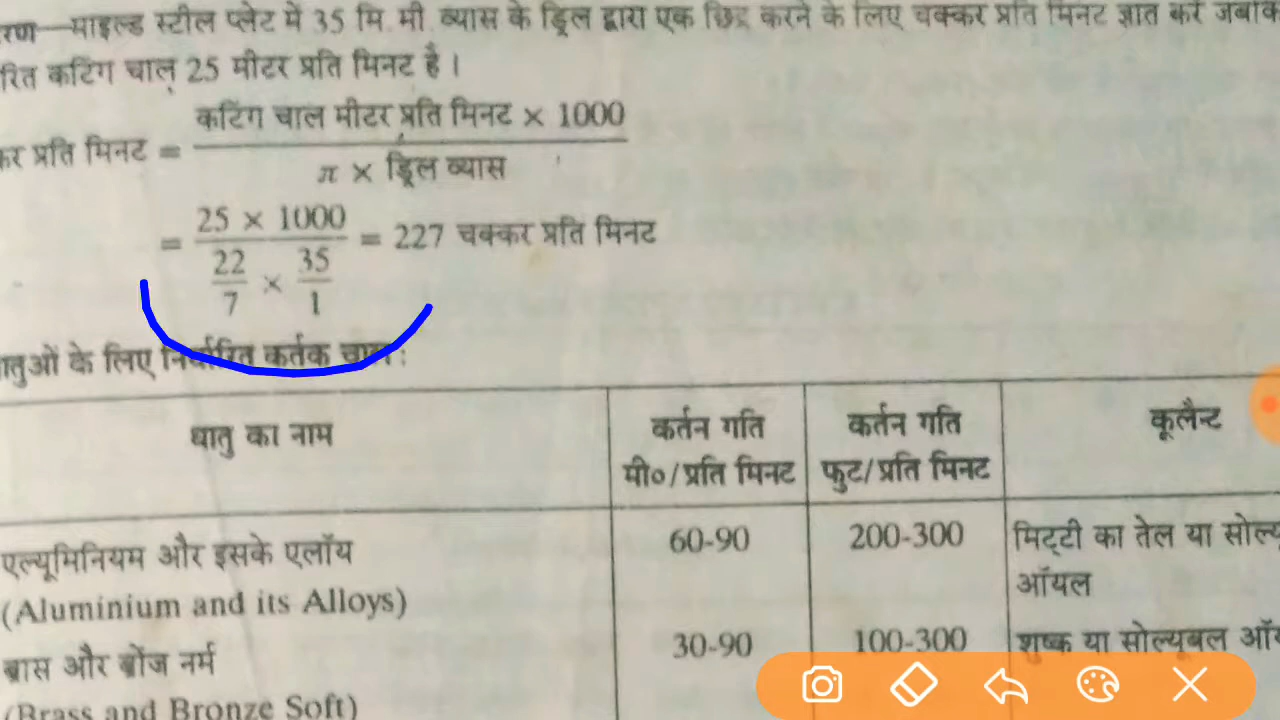 माइल्ड स्टील प्लेट में 35 मि. मी. व्यास के ड्रिल द्वारा एक छिद्र करने के लिए चक्कर प्रति मिनट ज्ञात करें
कटिंग चाल 25 मीटर प्रति मिनट है ।
प्रति मिनट = कटिंग चाल मीटर प्रति मिनट × 1000
π × ड्रिल व्यास
= 25 × 1000 = 227 चक्कर प्रति मिनट
22 × 35
7 1
के लिए निर्धारित कर्तक चाल :
धातु का नाम कर्तन गति कर्तन गति कूलैन्ट
मी०/प्रति मिनट फुट/प्रति मिनट
एल्यूमिनियम और इसके एलॉय 60-90 200-300 मिट्टी का तेल या
ऑयल
(Aluminium and its Alloys)
ब्रास और ब्रोंज नर्म 30-90 100-300 शुष्क या सोल्यूबल
(Brass and Bronze Soft)